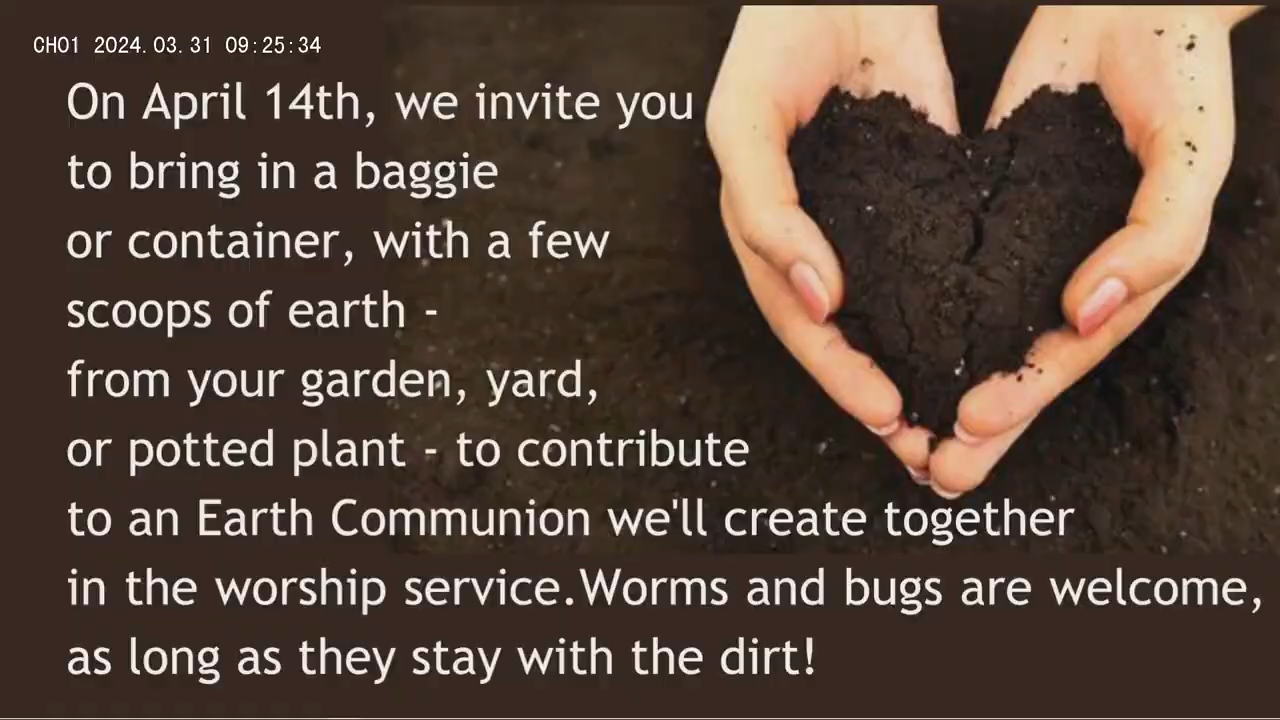 CH01 2024.03.31 09:25:34
On April 14th, we invite you
to bring in a baggie
or container, with a few
scoops of earth -
from your garden, yard,
or potted plant - to contribute
to an Earth Communion we'll create together
in the worship service.Worms and bugs are welcome,
as long as they stay with the dirt!